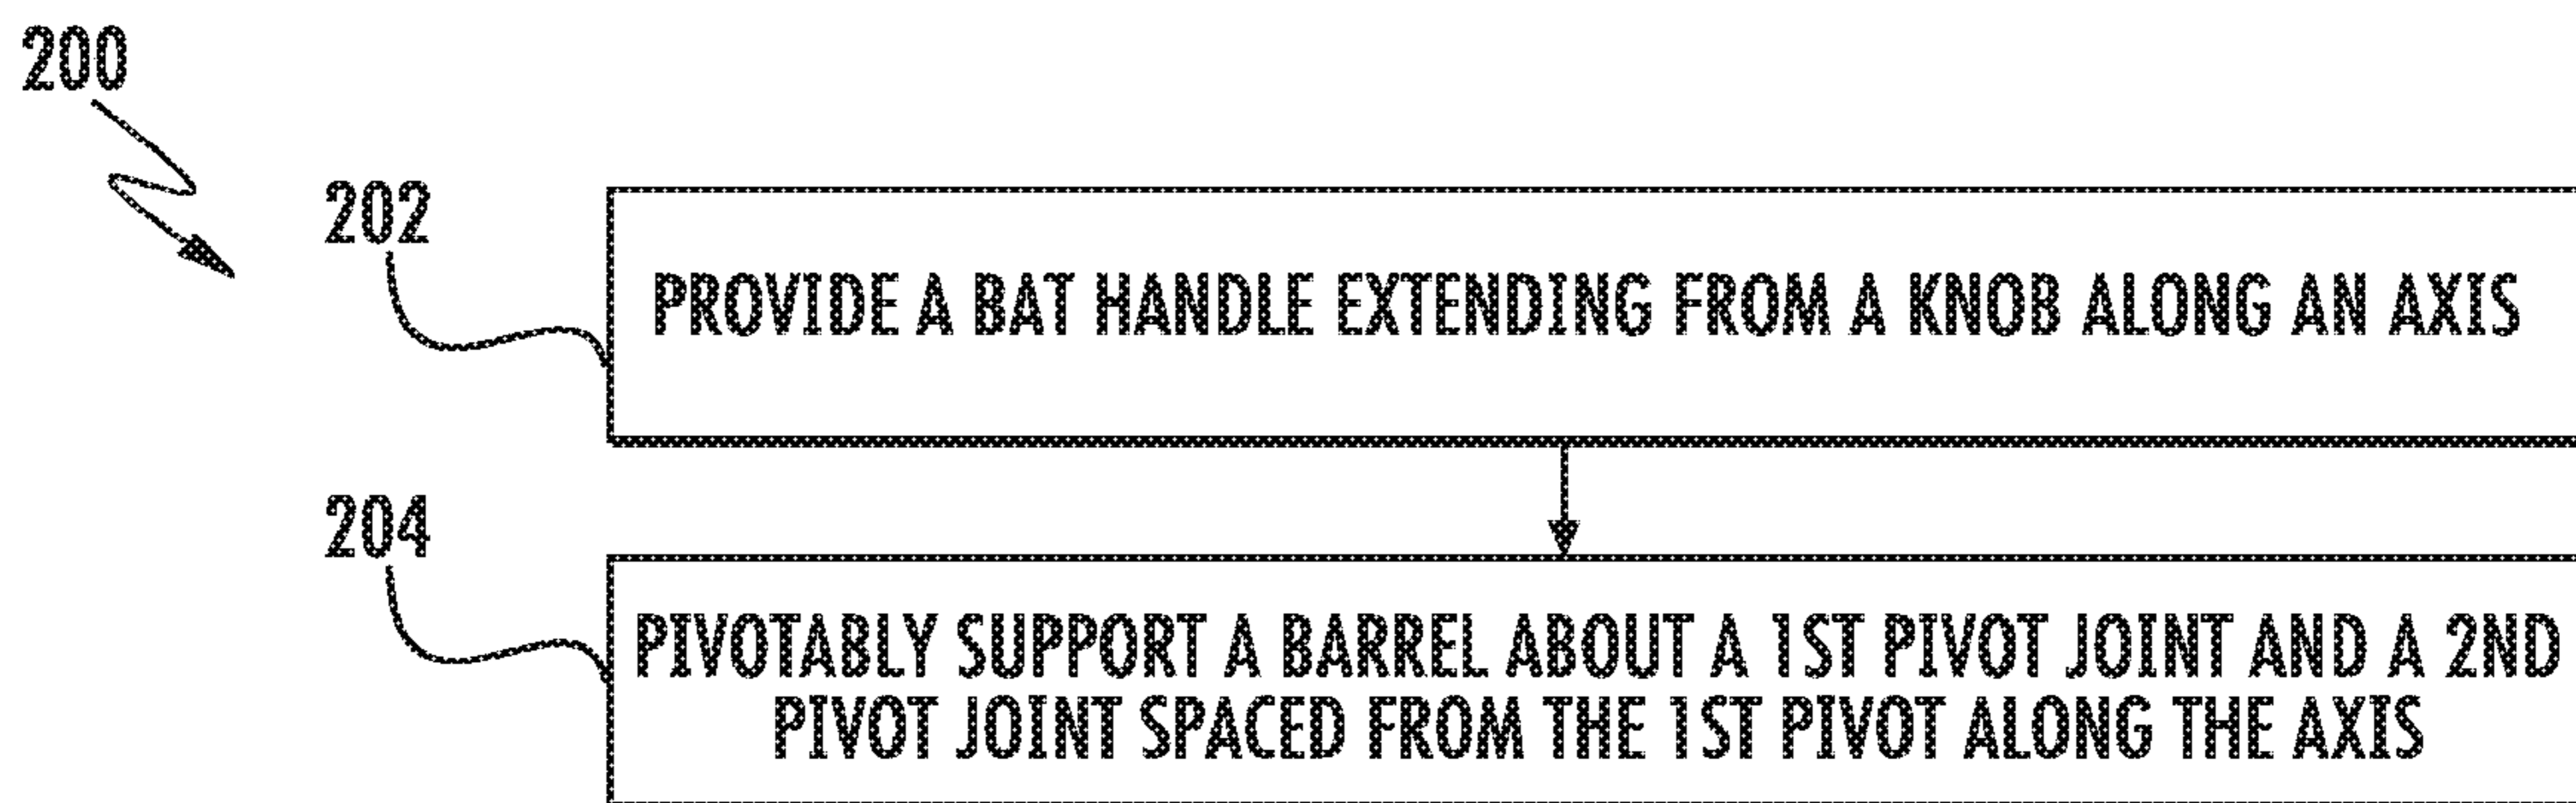 200
202
PROVIDE A BAT HANDLE EXTENDING FROM A KNOB ALONG AN AXIS
204
PIVOTABLY SUPPORT A BARREL ABOUT A 1ST PIVOT JOINT AND A 2ND
PIVOT JOINT SPACED FROM THE 1ST PIVOT ALONG THE AXIS